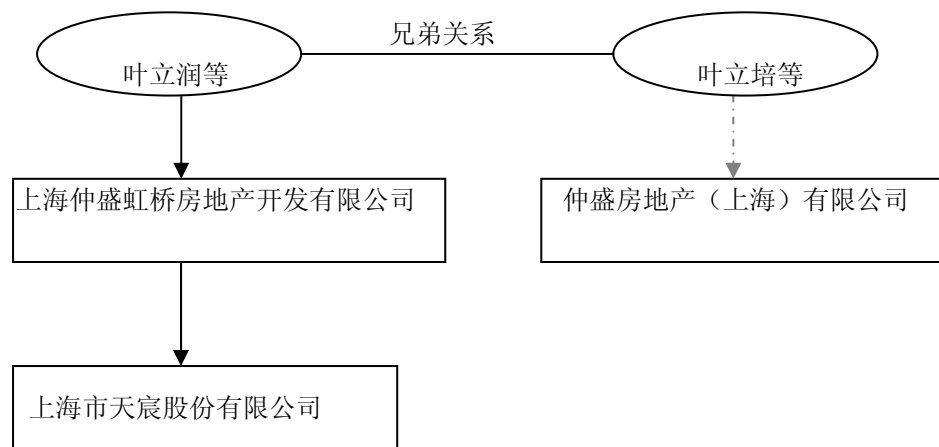 兄弟关系
叶立润等
叶立培等
上海仲盛虹桥房地产开发有限公司
仲盛房地产（上海）有限公司
上海市天宸股份有限公司